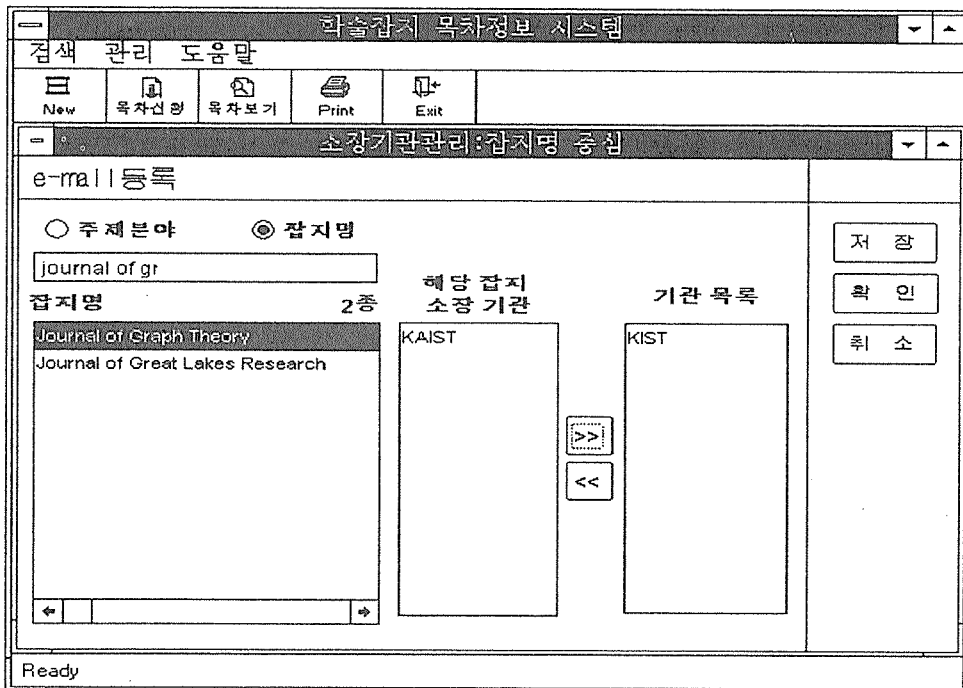 학술잡지 목차정보 시스템
검색 관리 도움말
New 목차신청 목차보기 Print Exit
소장기관관리:잡지명 중심
e-mail등록
주제분야 잡지명
journal of gr
잡지명 2종
해당 잡지
소장 기관
기관 목록
Journal of Graph Theory
Journal of Great Lakes Research
KAIST
KIST
>>
<<
저 장
확 인
취 소
Ready